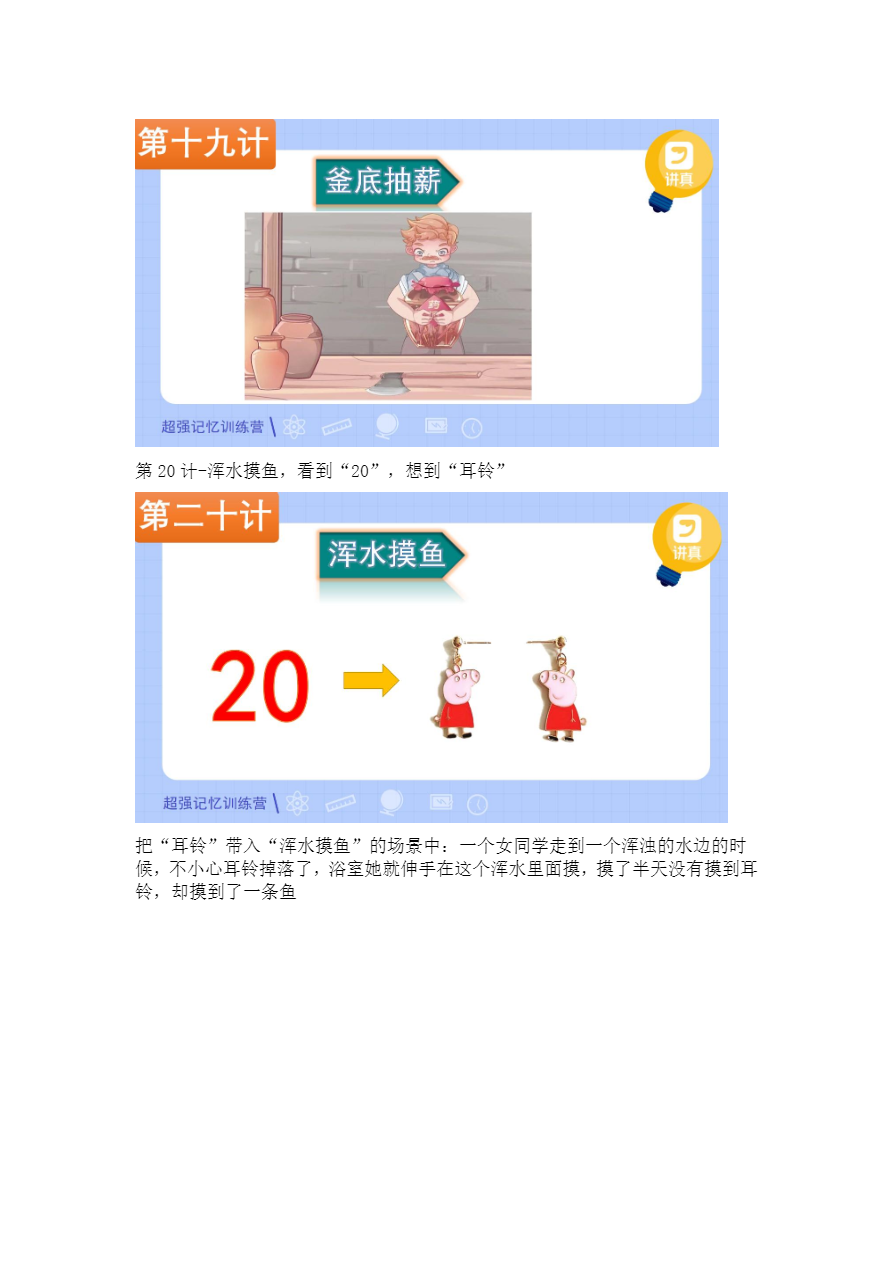 第十九计
讲真
釜底抽薪
药
超强记忆训练营
第 20 计-浑水摸鱼，看到“20”，想到“耳铃”
第二十计
讲真
浑水摸鱼
20
超强记忆训练营
把“耳铃”带入“浑水摸鱼”的场景中：一个女同学走到一个浑浊的水边的时
候，不小心耳铃掉落了，浴室她就伸手在这个浑水里面摸，摸了半天没有摸到耳
铃，却摸到了一条鱼